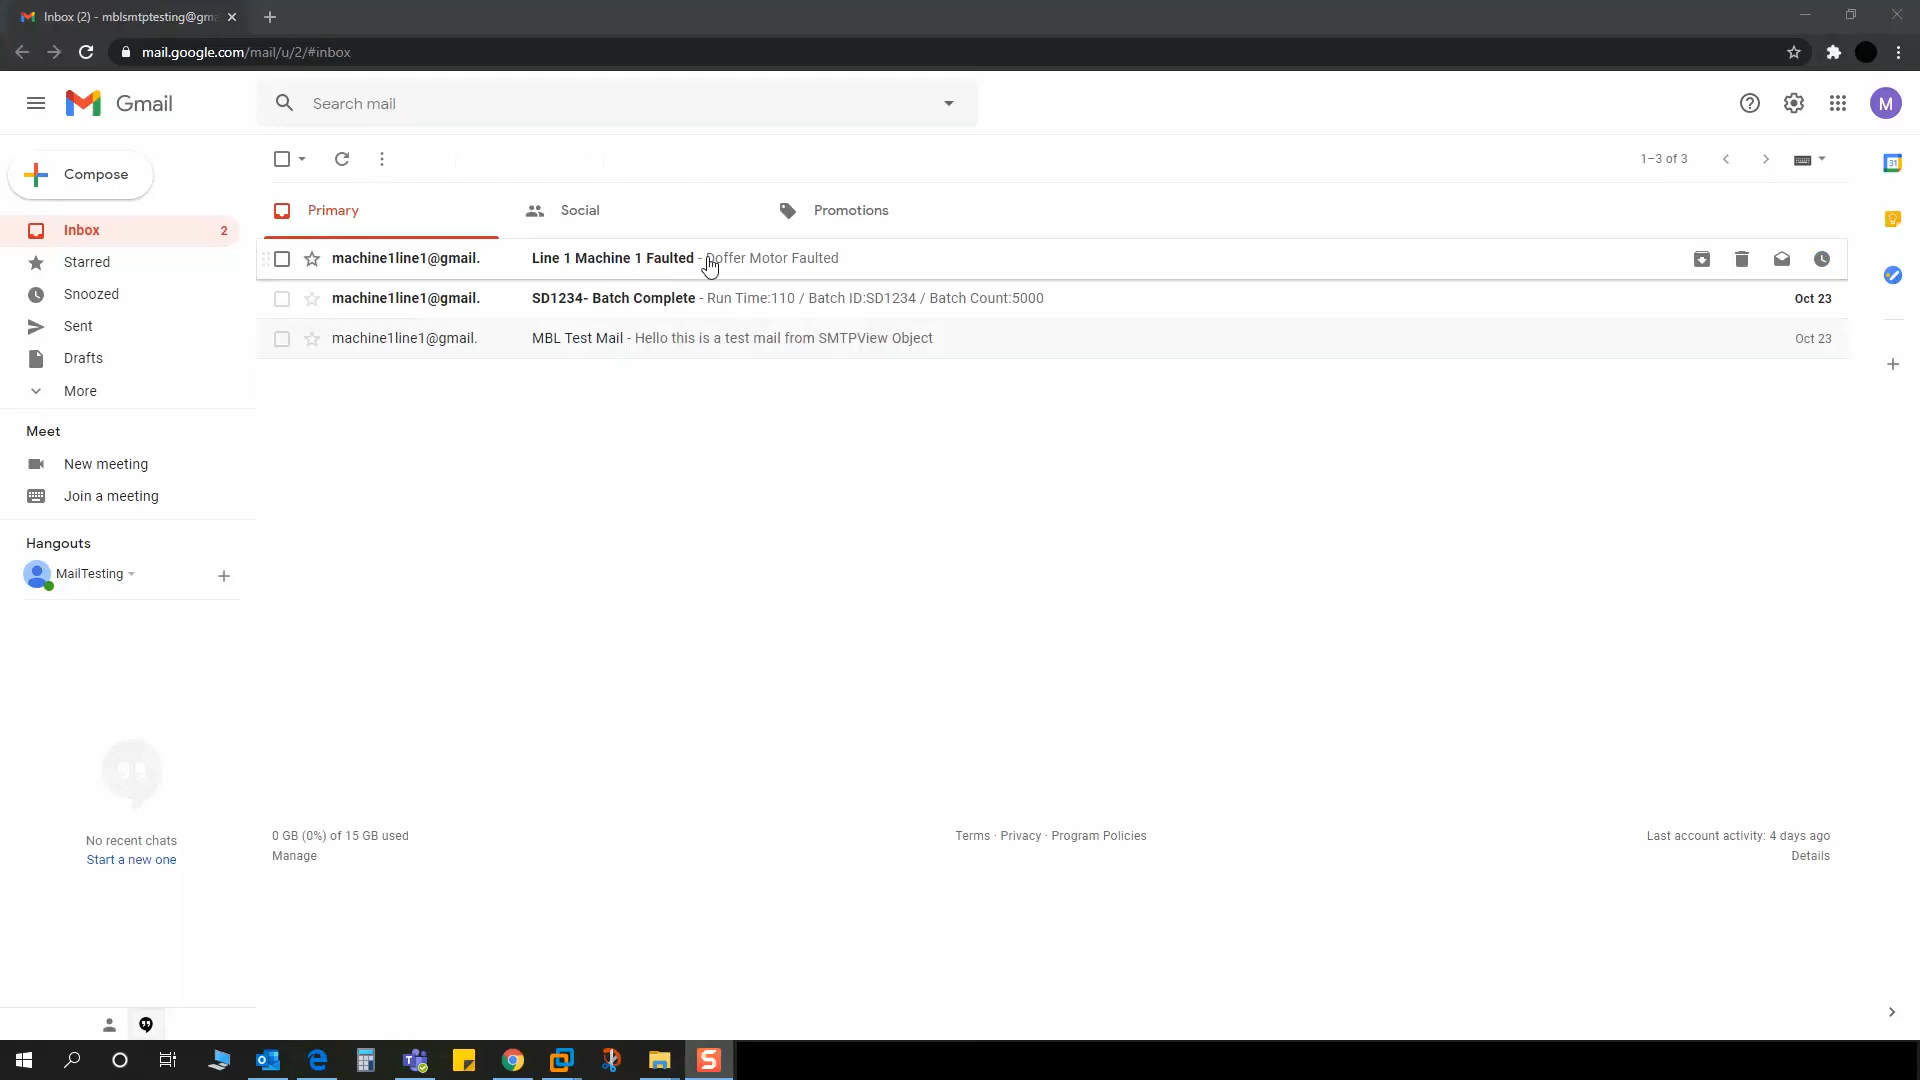 Inbox (2) - mblsmtptesting@gma
mail.google.com/mail/u/2/#inbox
Gmail
Search mail
M
Compose
1–3 of 3
31
Primary
Social
Promotions
Inbox 2
Starred
Snoozed
Sent
Drafts
More
machine1line1@gmail. Line 1 Machine 1 Faulted - Doffer Motor Faulted
machine1line1@gmail. SD1234- Batch Complete - Run Time:110 / Batch ID:SD1234 / Batch Count:5000 Oct 23
machine1line1@gmail. MBL Test Mail - Hello this is a test mail from SMTPView Object Oct 23
Meet
New meeting
Join a meeting
Hangouts
MailTesting
No recent chats
Start a new one
0 GB (0%) of 15 GB used
Manage
Terms · Privacy · Program Policies
Last account activity: 4 days ago
Details